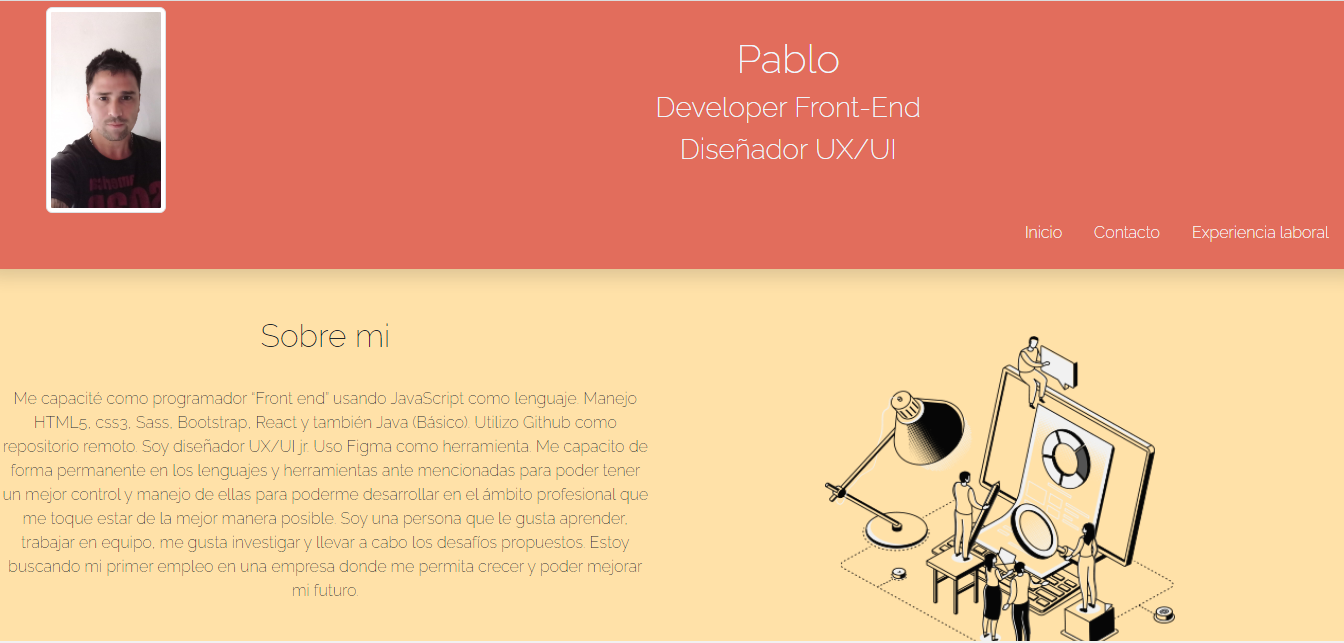 Pablo
Developer Front-End
Diseñador UX/UI
Inicio Contacto Experiencia laboral
Sobre mi
Me capacité como programador "Front end" usando JavaScript como lenguaje. Manejo
HTML5, css3, Sass, Bootstrap, React y también Java (Básico). Utilizo Github como
repositorio remoto. Soy diseñador UX/UI jr. Uso Figma como herramienta. Me capacito de
forma permanente en los lenguajes y herramientas ante mencionadas para poder tener
un mejor control y manejo de ellas para poderme desarrollar en el ámbito profesional que
me toque estar de la mejor manera posible. Soy una persona que le gusta aprender,
trabajar en equipo, me gusta investigar y llevar a cabo los desafíos propuestos. Estoy
buscando mi primer empleo en una empresa donde me permita crecer y poder mejorar
mi futuro.